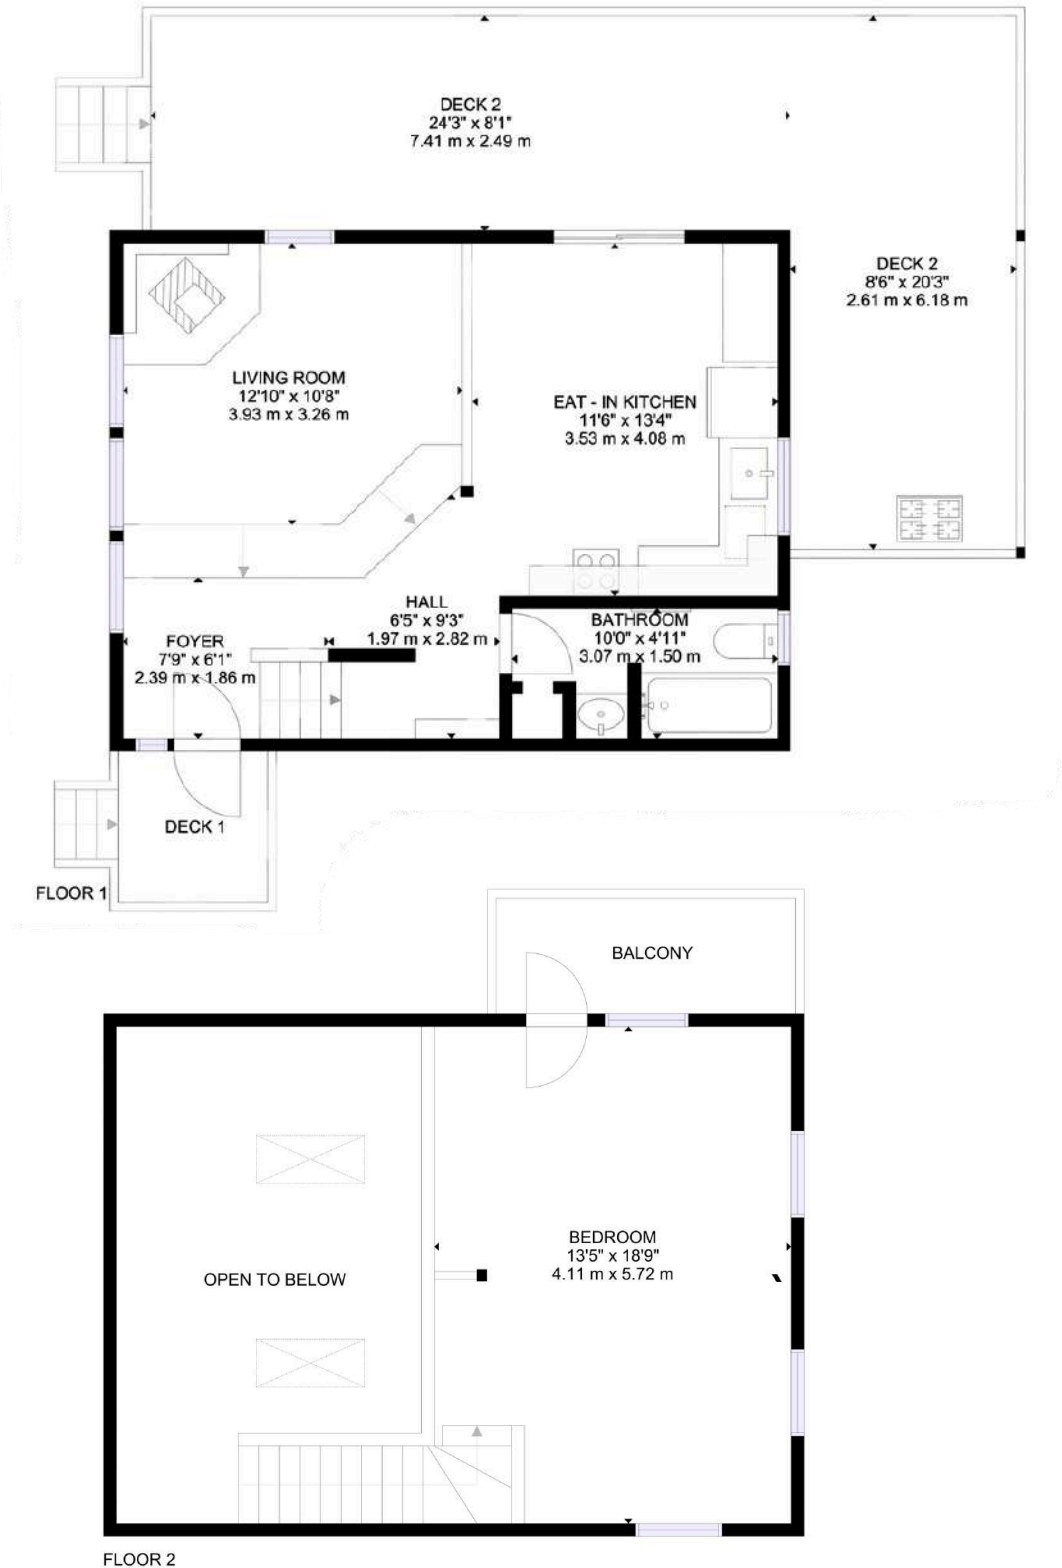 DECK 2
24'3" x 8'1"
7.41 m x 2.49 m
DECK 2
8'6" x 20'3"
2.61 m x 6.18 m
LIVING ROOM
12'10" x 10'8"
3.93 m x 3.26 m
EAT - IN KITCHEN
11'6" x 13'4"
3.53 m x 4.08 m
HALL
6'5" x 9'3"
1.97 m x 2.82 m
BATHROOM
10'0" x 4'11"
3.07 m x 1.50 m
FOYER
7'9" x 6'1"
2.39 m x 1.86 m
DECK 1
FLOOR 1
BALCONY
BEDROOM
13'5" x 18'9"
4.11 m x 5.72 m
OPEN TO BELOW
FLOOR 2